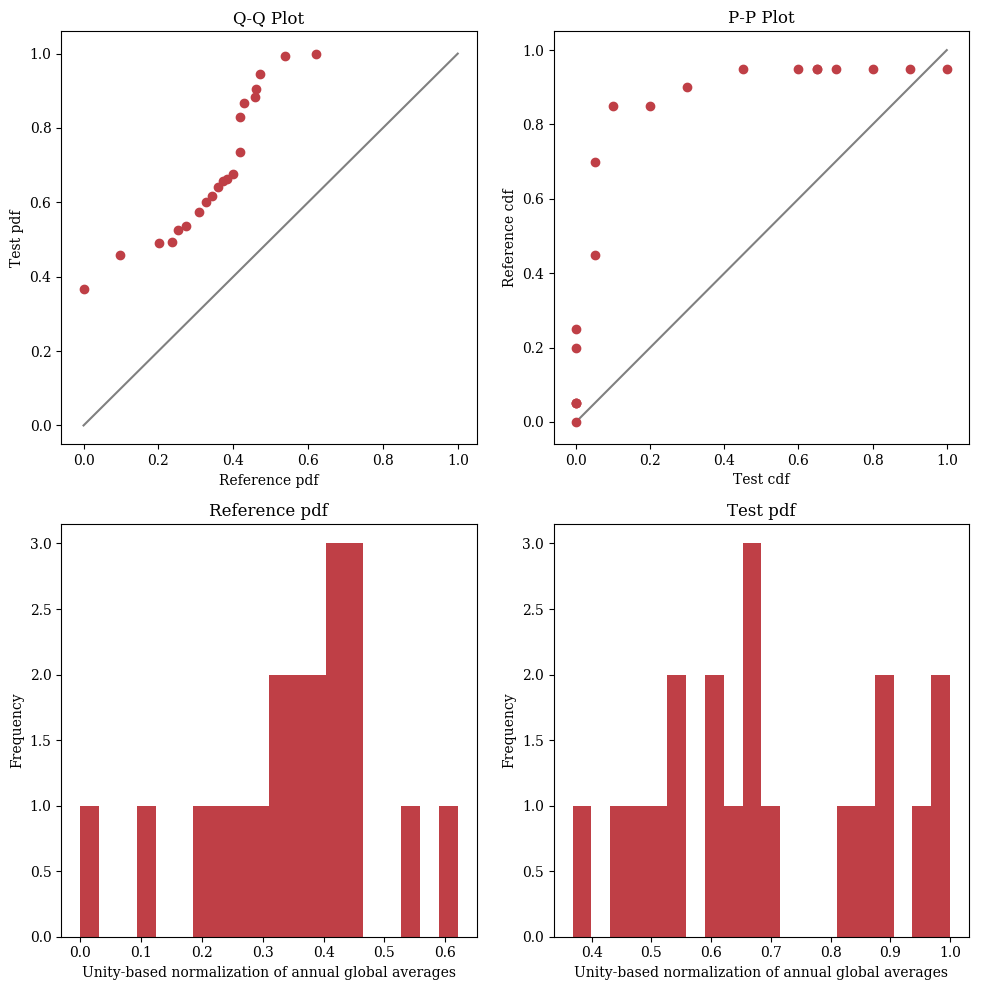 Q-Q Plot
1.0
0.8
0.6
0.4
0.2
0.0
Test pdf
0.0 0.2 0.4 0.6 0.8 1.0
Reference pdf
P-P Plot
1.0
0.8
0.6
0.4
0.2
0.0
Reference cdf
0.0 0.2 0.4 0.6 0.8 1.0
Test cdf
Reference pdf
3.0
2.5
2.0
1.5
1.0
0.5
0.0
Frequency
0.0 0.1 0.2 0.3 0.4 0.5 0.6
Unity-based normalization of annual global averages
Test pdf
3.0
2.5
2.0
1.5
1.0
0.5
0.0
Frequency
0.4 0.5 0.6 0.7 0.8 0.9 1.0
Unity-based normalization of annual global averages